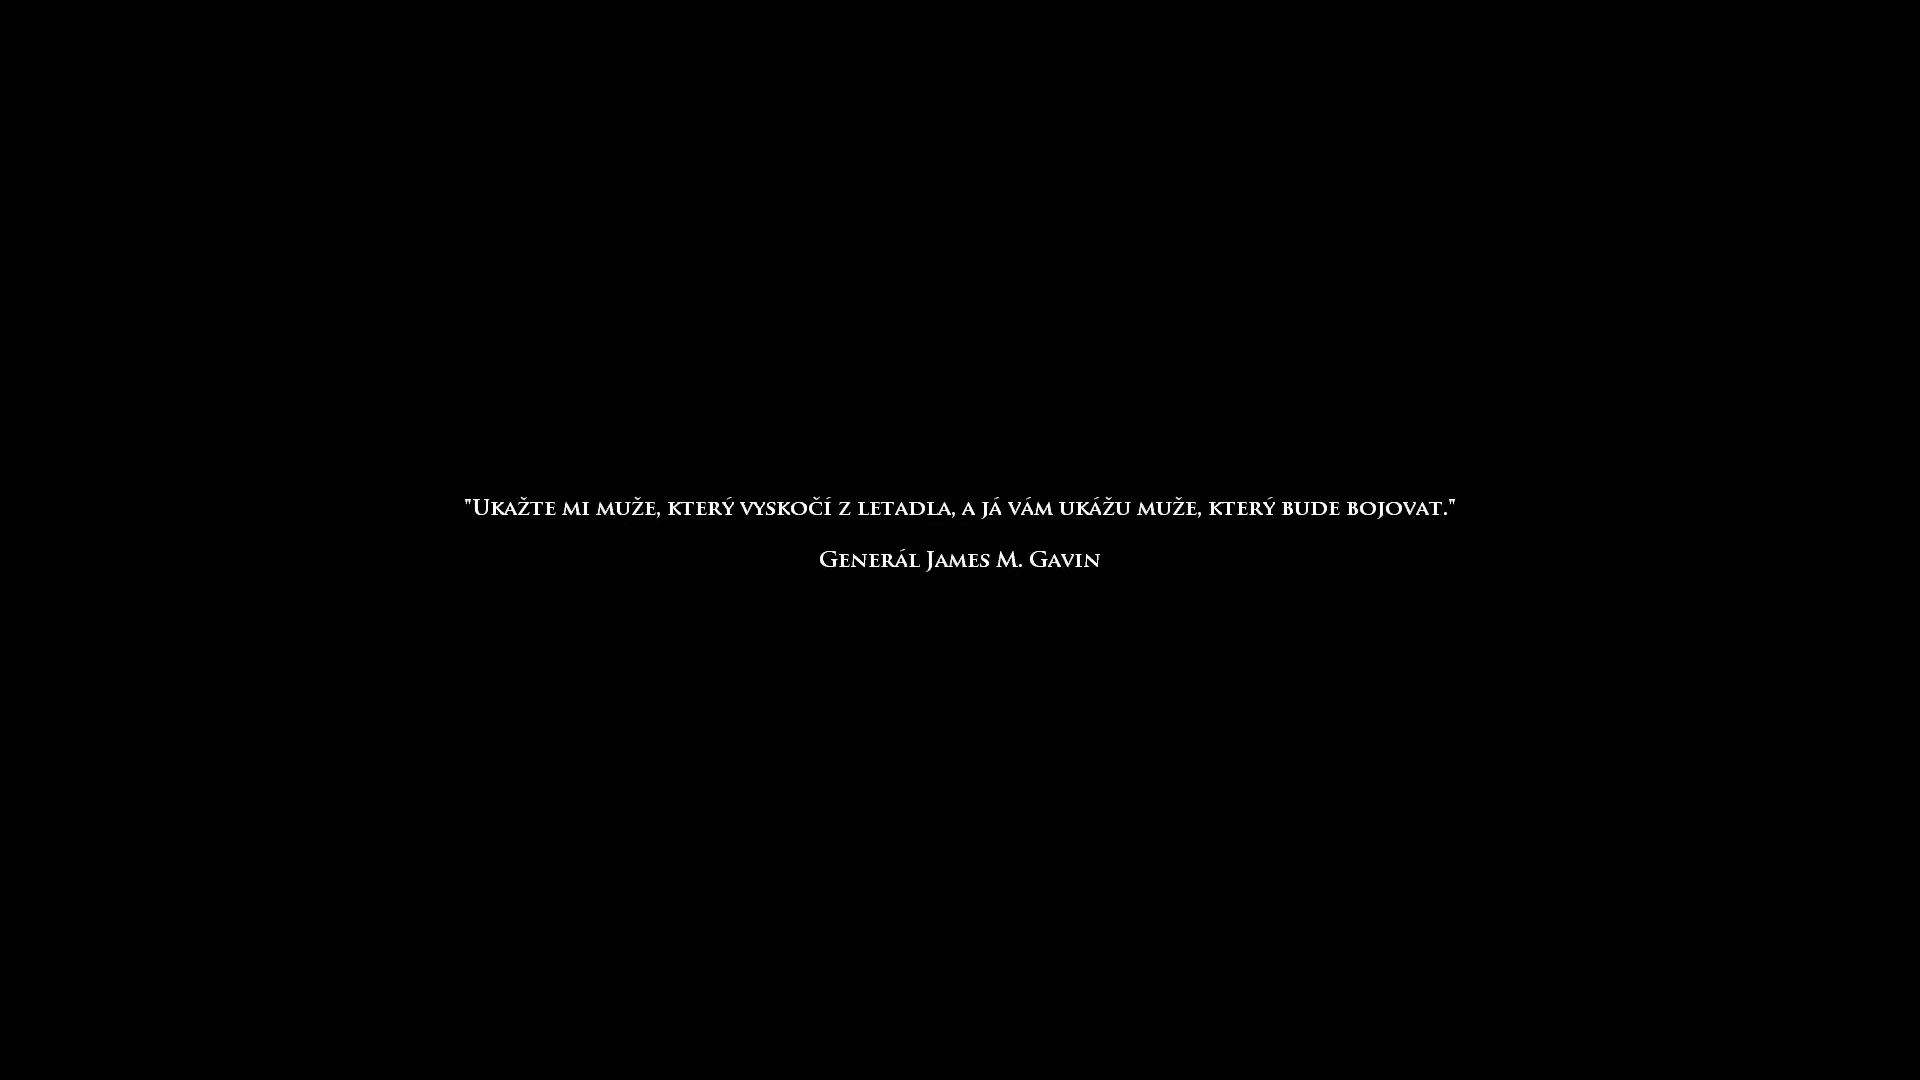 "Ukažte mi muže, který vyskočí z letadla, a já vám ukážu muže, který bude bojovat."
Generál James M. Gavin